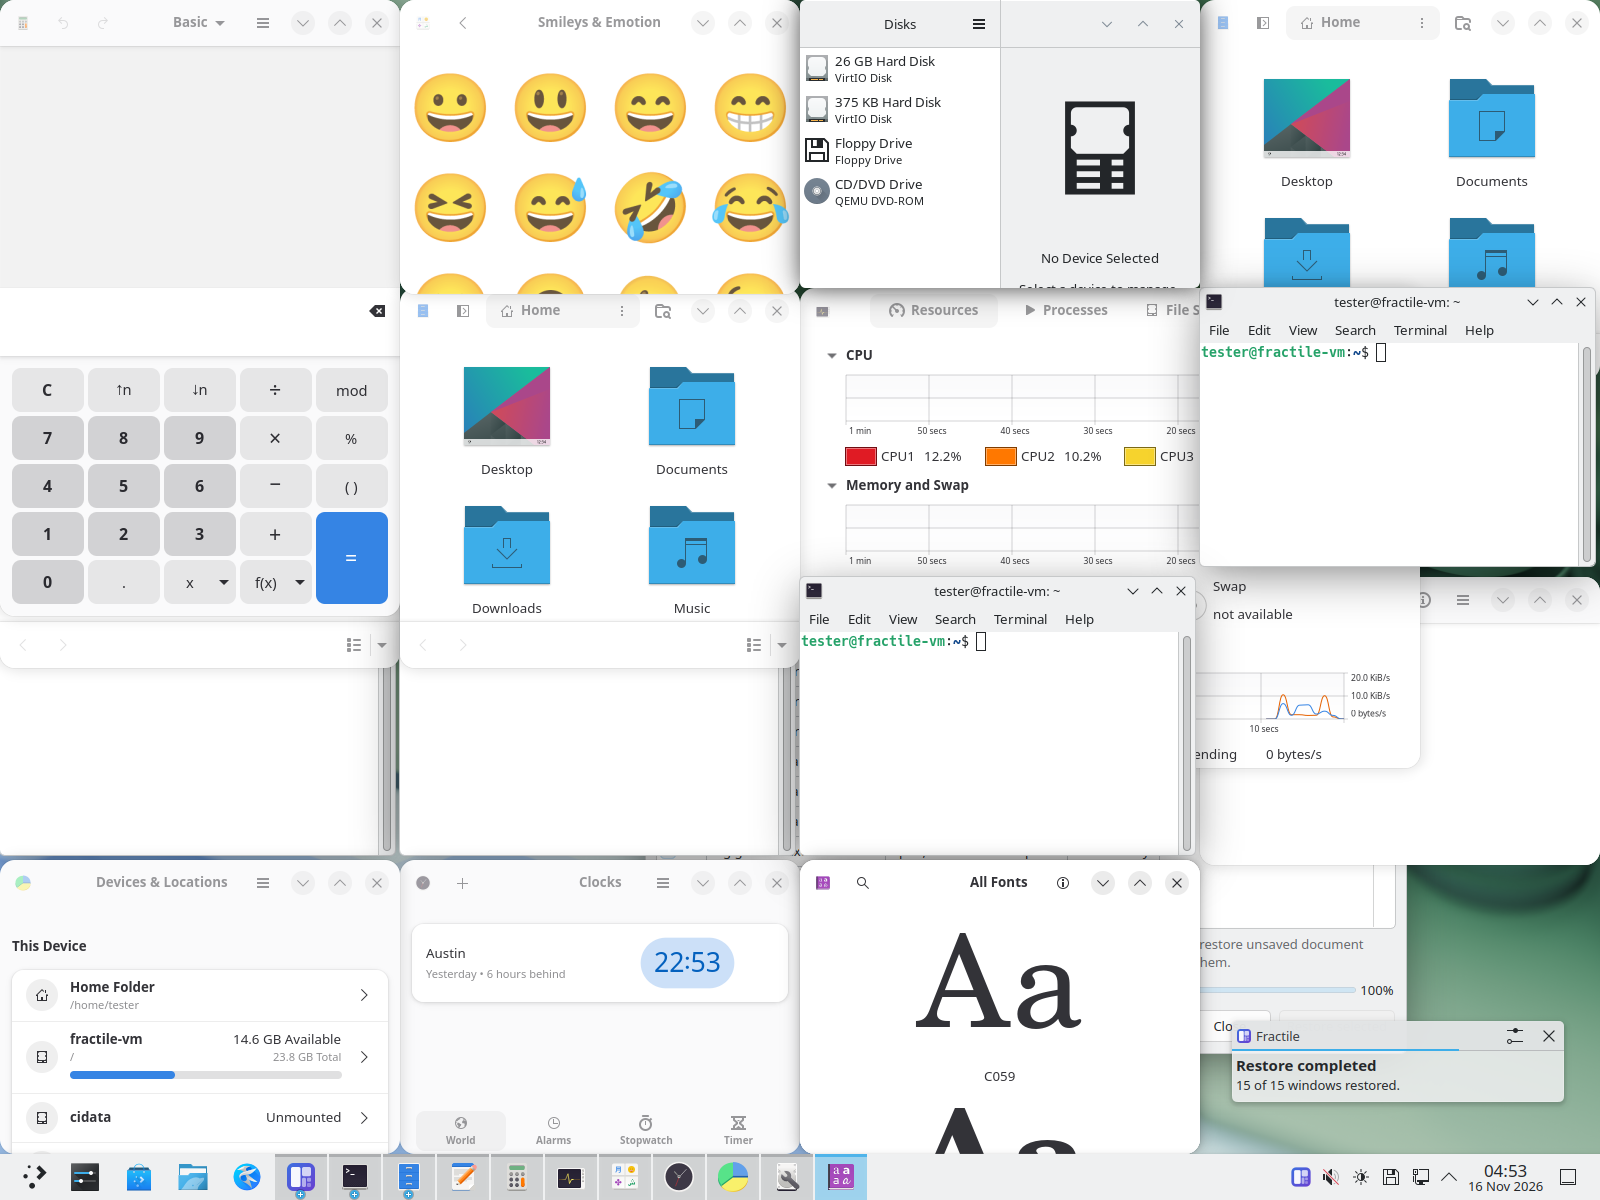 Basic
C
↑n
↓n
÷
mod
7
8
9
×
%
4
5
6
−
( )
1
2
3
+
=
0
.
x
f(x)
Smileys & Emotion
Disks
26 GB Hard Disk
VirtIO Disk
375 KB Hard Disk
VirtIO Disk
Floppy Drive
Floppy Drive
CD/DVD Drive
QEMU DVD-ROM
No Device Selected
Select a device to manage
Home
Desktop
Documents
Home
Desktop
Documents
Downloads
Music
Resources
Processes
File S
CPU
1 min 50 secs 40 secs 30 secs 20 secs
CPU1 12.2% CPU2 10.2% CPU3
Memory and Swap
1 min 50 secs 40 secs 30 secs 20 secs
Swap
not available
20.0 KiB/s
10.0 KiB/s
0 bytes/s
10 secs
ending 0 bytes/s
tester@fractile-vm: ~
File Edit View Search Terminal Help
tester@fractile-vm:~$
tester@fractile-vm: ~
File Edit View Search Terminal Help
tester@fractile-vm:~$
Devices & Locations
This Device
Home Folder
/home/tester
fractile-vm 14.6 GB Available
/ 23.8 GB Total
cidata Unmounted
Clocks
Austin
Yesterday • 6 hours behind
22:53
World
Alarms
Stopwatch
Timer
All Fonts
Aa
C059
Aa
restore unsaved document
hem.
100%
Clo
Fractile
Restore completed
15 of 15 windows restored.
04:53
16 Nov 2026